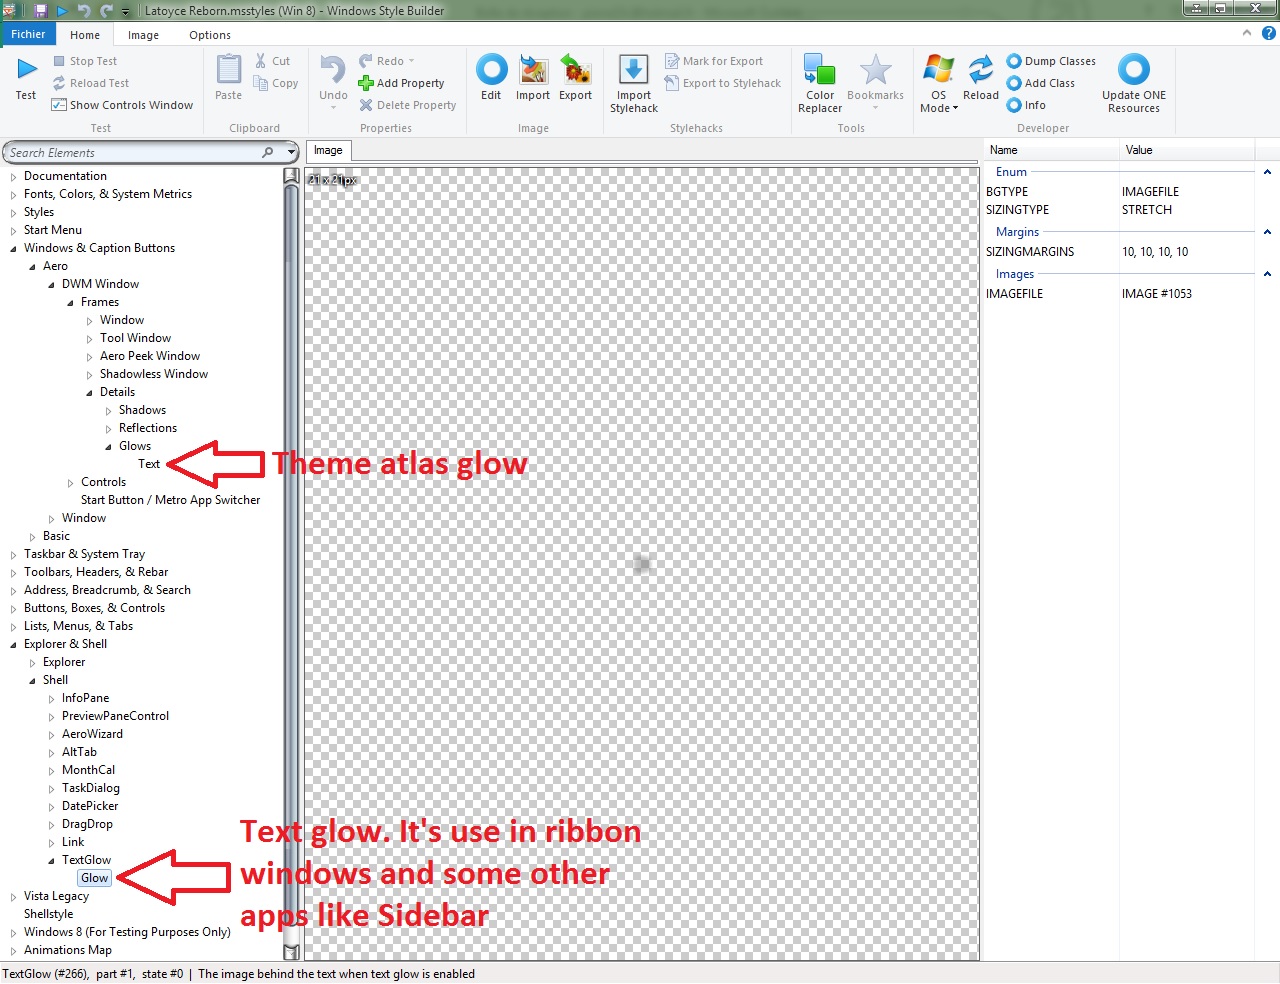 Latoyce Reborn.msstyles (Win 8) - Windows Style Builder
Fichier Home Image Options
Test
Stop Test
Reload Test
Show Controls Window
Test
Paste
Cut
Copy
Clipboard
Undo
Redo
Add Property
Delete Property
Properties
Edit Import Export
Image
Import Stylehack
Mark for Export
Export to Stylehack
Stylehacks
Color Replacer
Bookmarks
Tools
OS Mode
Reload
Dump Classes
Add Class
Info
Update ONE Resources
Developer
Search Elements
Documentation
Fonts, Colors, & System Metrics
Styles
Start Menu
Windows & Caption Buttons
Aero
DWM Window
Frames
Window
Tool Window
Aero Peek Window
Shadowless Window
Details
Shadows
Reflections
Glows
Text
Controls
Start Button / Metro App Switcher
Window
Basic
Taskbar & System Tray
Toolbars, Headers, & Rebar
Address, Breadcrumb, & Search
Buttons, Boxes, & Controls
Lists, Menus, & Tabs
Explorer & Shell
Explorer
Shell
InfoPane
PreviewPaneControl
AeroWizard
AltTab
MonthCal
TaskDialog
DatePicker
DragDrop
Link
TextGlow
Glow
Vista Legacy
Shellstyle
Windows 8 (For Testing Purposes Only)
Animations Map
Image
21 x 21px
Theme atlas glow
Text glow. It's use in ribbon
windows and some other
apps like Sidebar
Name Value
Enum
BGTYPE IMAGEFILE
SIZINGTYPE STRETCH
Margins
SIZINGMARGINS 10, 10, 10, 10
Images
IMAGEFILE IMAGE #1053
TextGlow (#266), part #1, state #0 | The image behind the text when text glow is enabled